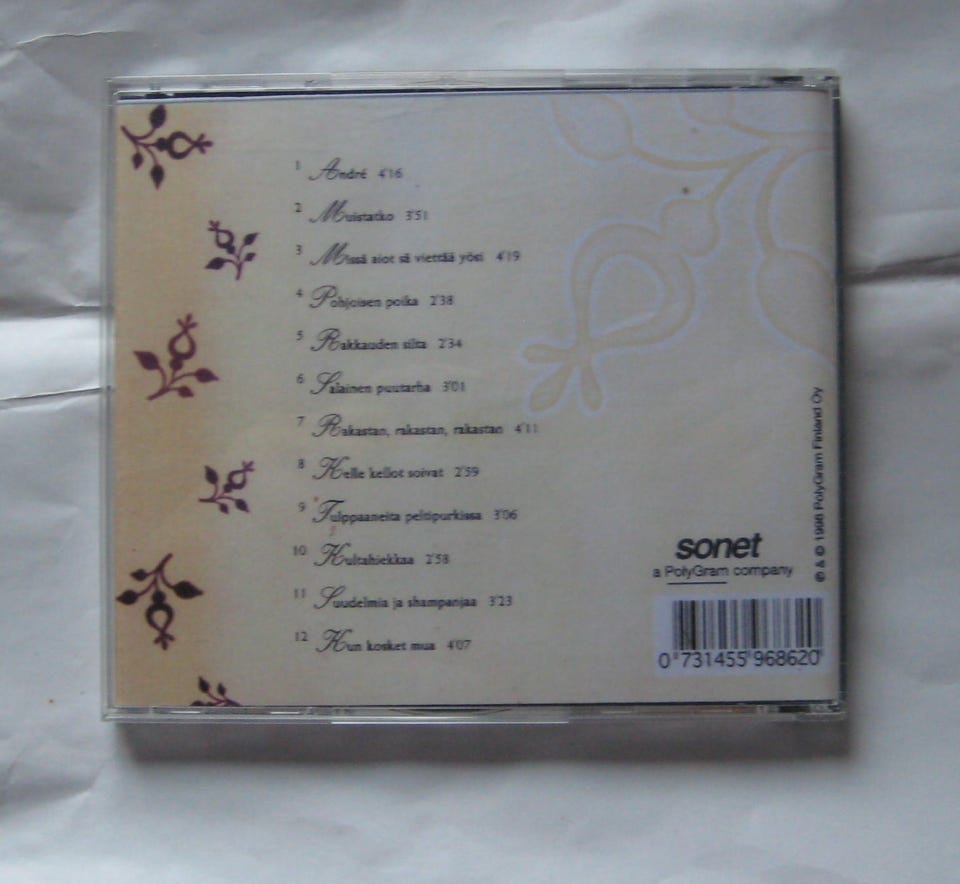 1 André 4'16
2 Muistatko 3'51
3 Missä aiot sä viettää yösi 4'19
4 Pohjoisen poika 2'38
5 Rakkauden silta 2'34
6 Salainen puutarha 3'01
7 Rakastan, rakastan, rakastan 4'11
8 Kelle kellot soivat 2'59
9 Tulppaaneita peltipurkissa 3'06
10 Kultahiekkaa 2'58
11 Suudelmia ja shampanjaa 3'23
12 Kun kosket mua 4'07
sonet
a PolyGram company
℗ & © 1998 PolyGram Finland Oy
0 731455 968620